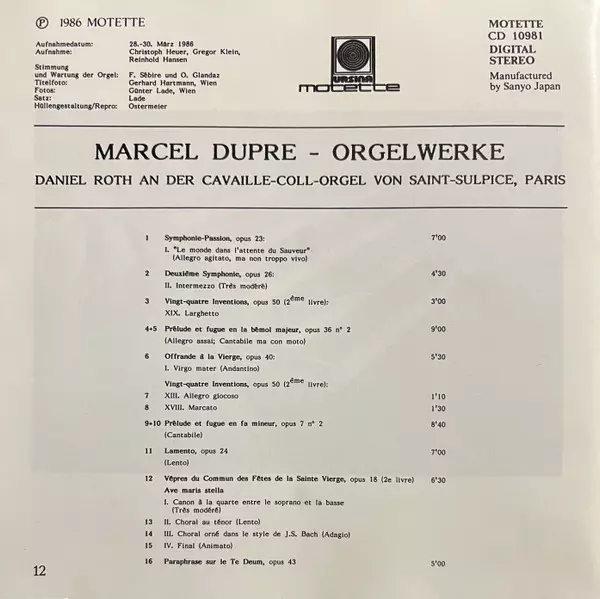 ℗ 1986 MOTETTE
MOTETTE
CD 10981
DIGITAL
STEREO
Manufactured
by Sanyo Japan
Aufnahmedatum: 28.-30. März 1986
Aufnahme: Christoph Heuer, Gregor Klein,
Reinhold Hansen
Stimmung
und Wartung der Orgel: F. Sèbire und O. Glandaz
Titelfoto: Gerhard Hartmann, Wien
Fotos: Günter Lade, Wien
Satz: Lade
Hüllengestaltung/Repro: Ostermeier
URSINA
motette
MARCEL DUPRE - ORGELWERKE
DANIEL ROTH AN DER CAVAILLE-COLL-ORGEL VON SAINT-SULPICE, PARIS
1 Symphonie-Passion, opus 23: 7'00
I. "Le monde dans l'attente du Sauveur"
(Allegro agitato, ma non troppo vivo)
2 Deuxième Symphonie, opus 26: 4'30
II. Intermezzo (Très modéré)
3 Vingt-quatre Inventions, opus 50 (2ème livre): 3'00
XIX. Larghetto
4+5 Prélude et fugue en la bémol majeur, opus 36 n° 2 9'00
(Allegro assai; Cantabile ma con moto)
6 Offrande à la Vierge, opus 40: 5'30
I. Virgo mater (Andantino)
Vingt-quatre Inventions, opus 50 (2ème livre):
7 XIII. Allegro giocoso 1'10
8 XVIII. Marcato 1'30
9+10 Prélude et fugue en fa mineur, opus 7 n° 2 8'40
(Cantabile)
11 Lamento, opus 24 7'00
(Lento)
12 Vêpres du Commun des Fêtes de la Sainte Vierge, opus 18 (2e livre) 6'30
Ave maris stella
I. Canon à la quarte entre le soprano et la basse
(Très modéré)
13 II. Choral au ténor (Lento)
14 III. Choral orné dans le style de J.S. Bach (Adagio)
15 IV. Final (Animato)
16 Paraphrase sur le Te Deum, opus 43 5'00
12